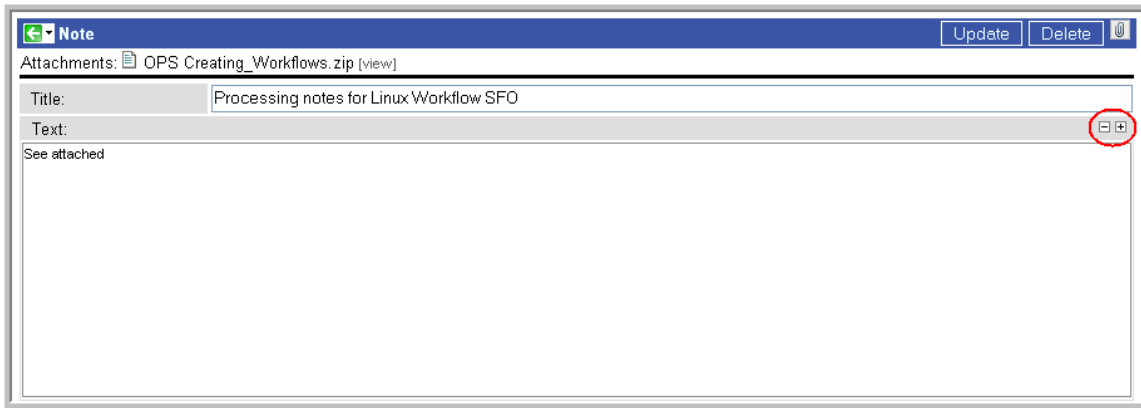 Note Update Delete
Attachments: OPS Creating_Workflows.zip [view]
Title: Processing notes for Linux Workflow SFO
Text:
See attached